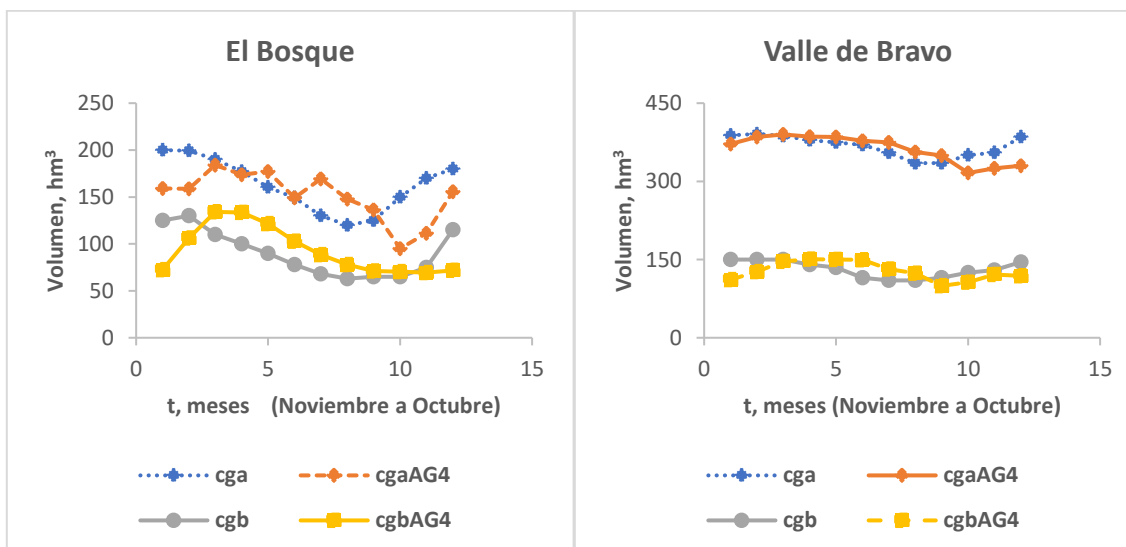 El Bosque
Volumen, hm³
250
200
150
100
50
0
0 5 10 15
t, meses (Noviembre a Octubre)
cga cgaAG4
cgb cgbAG4
Valle de Bravo
Volumen, hm³
450
300
150
0
0 5 10 15
t, meses (Noviembre a Octubre)
cga cgaAG4
cgb cgbAG4